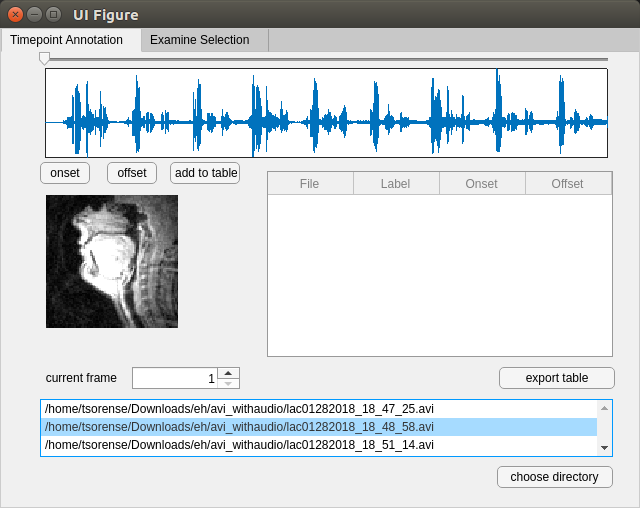 UI Figure
Timepoint Annotation Examine Selection
onset offset add to table
File Label Onset Offset
current frame 1
export table
/home/tsorense/Downloads/eh/avi_withaudio/lac01282018_18_47_25.avi
/home/tsorense/Downloads/eh/avi_withaudio/lac01282018_18_48_58.avi
/home/tsorense/Downloads/eh/avi_withaudio/lac01282018_18_51_14.avi
choose directory